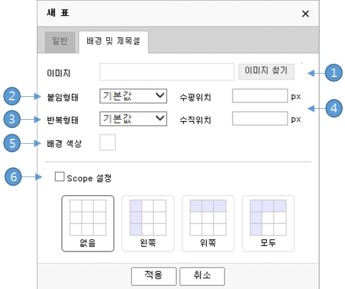 새 표
일반 배경 및 제목셀
이미지 이미지 찾기 1
2 붙임형태 기본값 수평위치 px
3 반복형태 기본값 수직위치 px 4
5 배경 색상
6 Scope 설정
없음 왼쪽 위쪽 모두
적용 취소